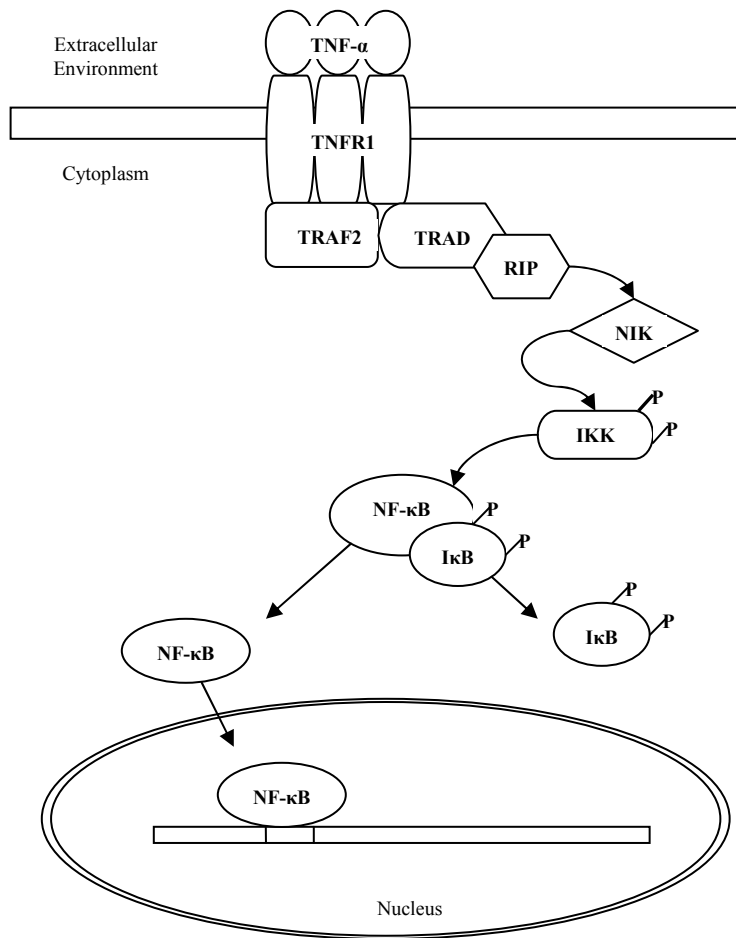 Extracellular
Environment
TNF-α
TNFR1
Cytoplasm
TRAF2
TRAD
RIP
NIK
P
IKK
P
NF-κB
P
IκB
P
P
IκB
P
NF-κB
NF-κB
Nucleus